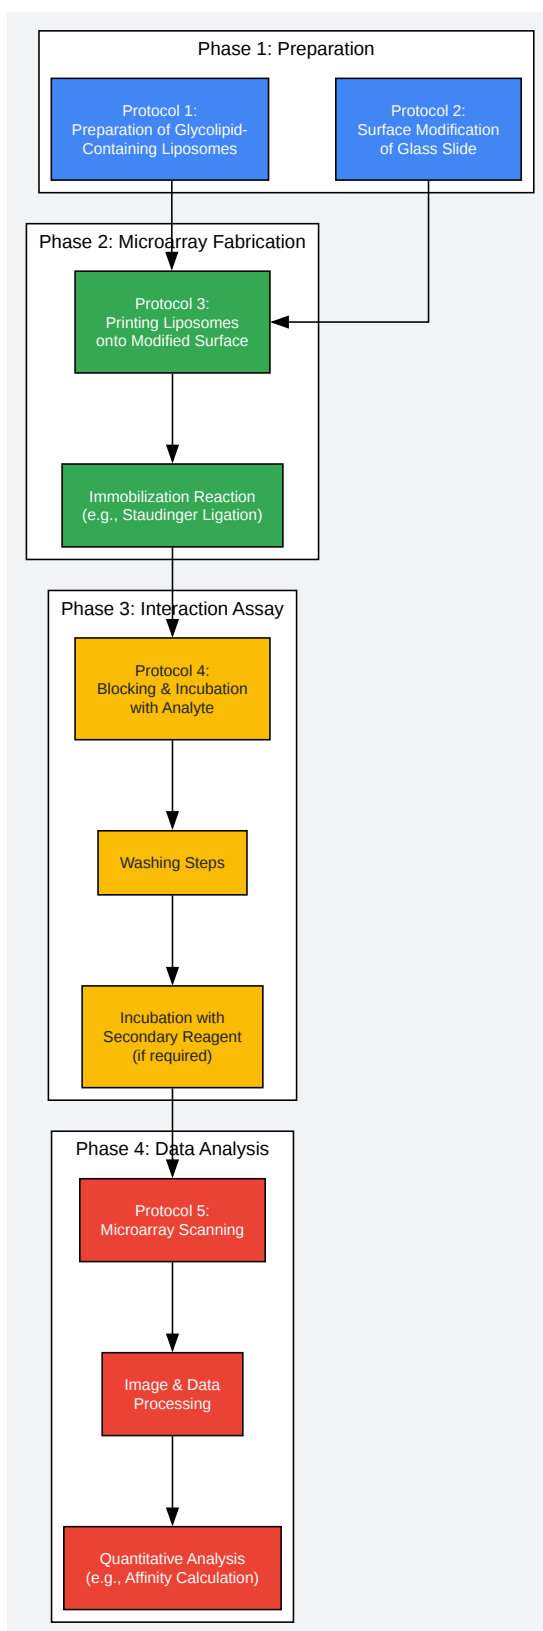 Phase 1: Preparation
Protocol 1:
Preparation of Glycolipid-
Containing Liposomes
Protocol 2:
Surface Modification
of Glass Slide
Phase 2: Microarray Fabrication
Protocol 3:
Printing Liposomes
onto Modified Surface
Immobilization Reaction
(e.g., Staudinger Ligation)
Phase 3: Interaction Assay
Protocol 4:
Blocking & Incubation
with Analyte
Washing Steps
Incubation with
Secondary Reagent
(if required)
Phase 4: Data Analysis
Protocol 5:
Microarray Scanning
Image & Data
Processing
Quantitative Analysis
(e.g., Affinity Calculation)